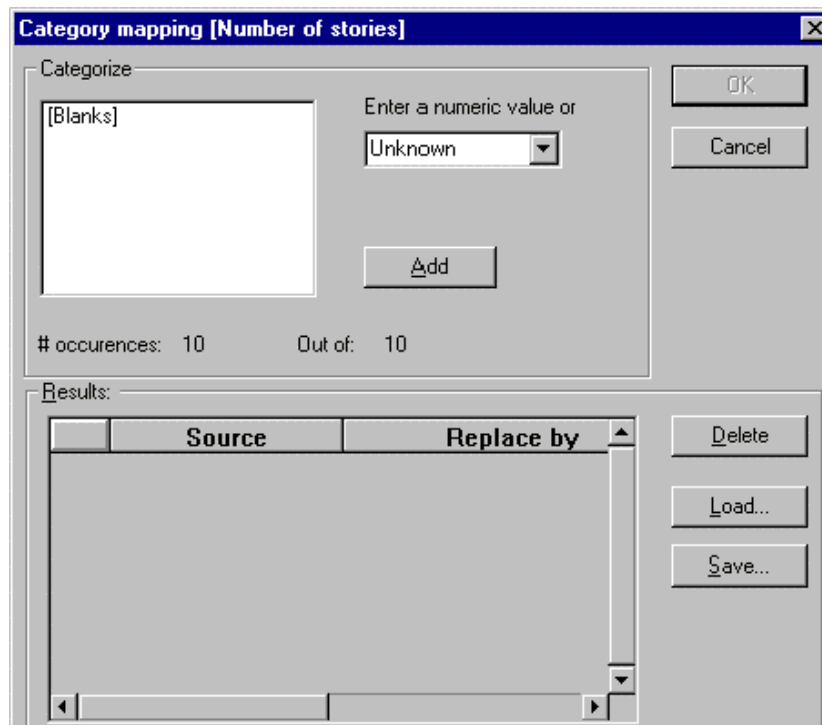 Category mapping [Number of stories]
Categorize
[Blanks]
Enter a numeric value or
Unknown
Add
# occurences: 10 Out of: 10
OK
Cancel
Results:
Source Replace by
Delete
Load...
Save...